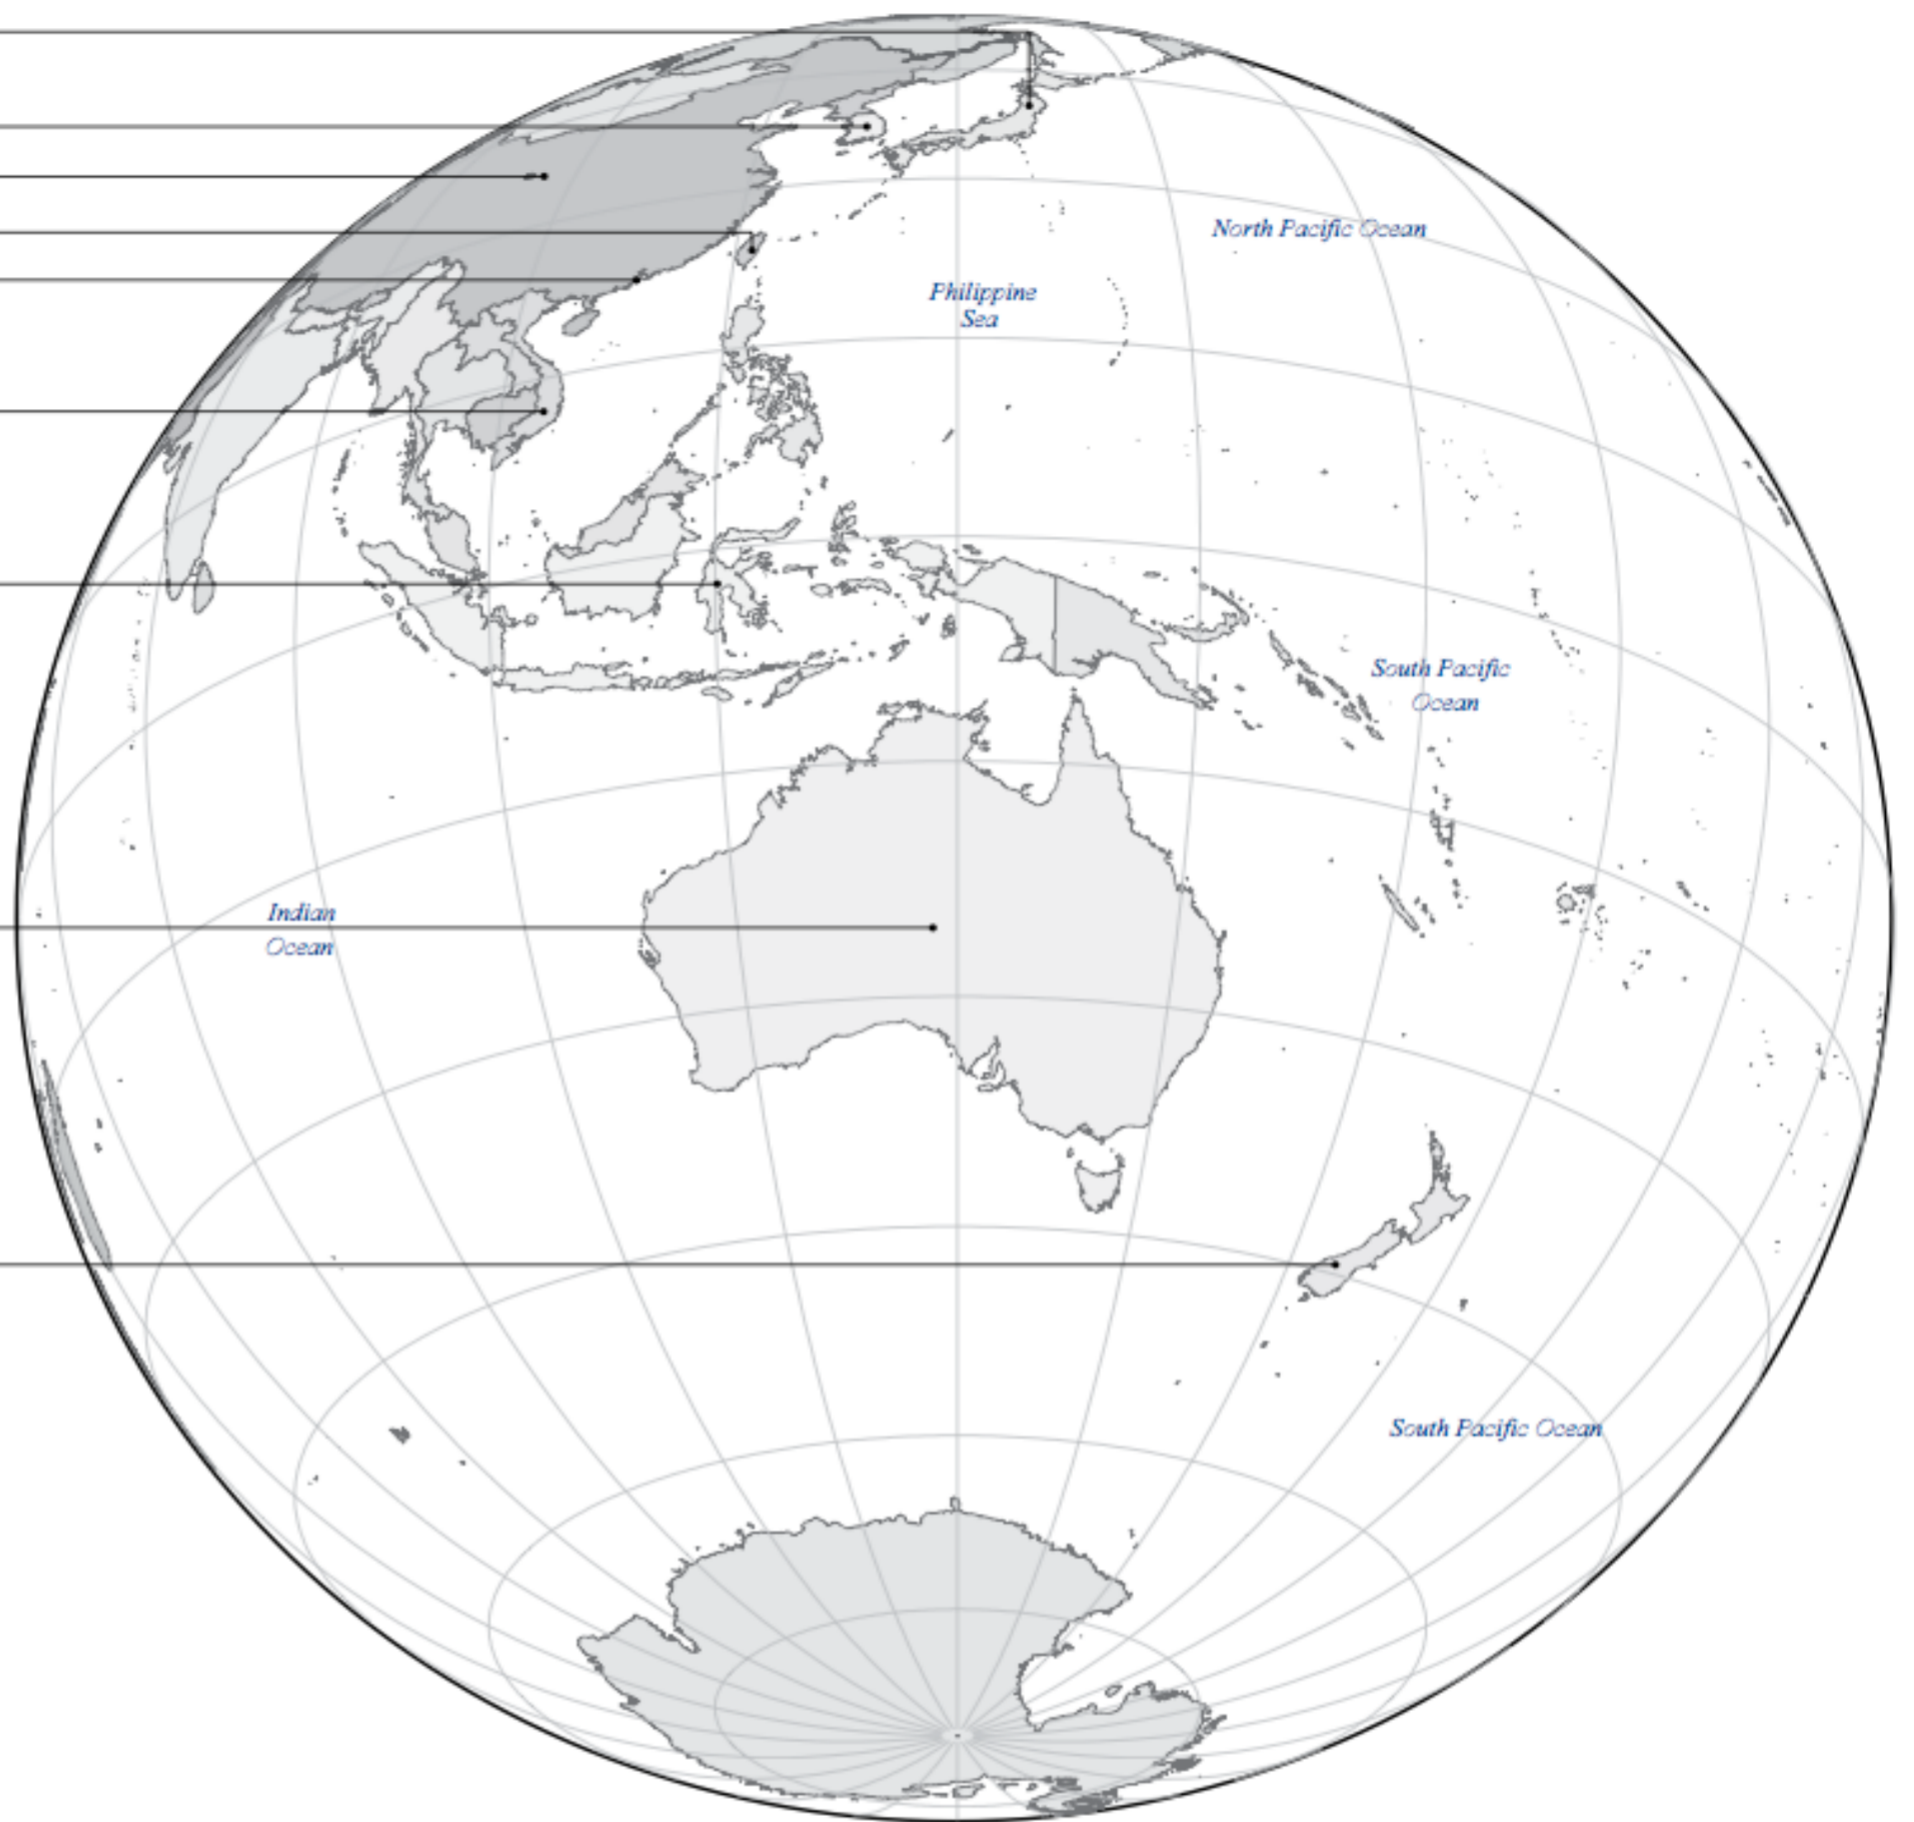 North Pacific Ocean
Philippine
Sea
South Pacific
Ocean
Indian
Ocean
South Pacific Ocean